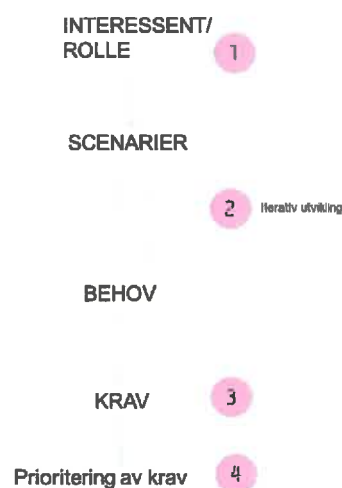 INTERESSENT/
ROLLE
1
SCENARIER
2 Iterativ utvikling
BEHOV
KRAV
3
Prioritering av krav
4